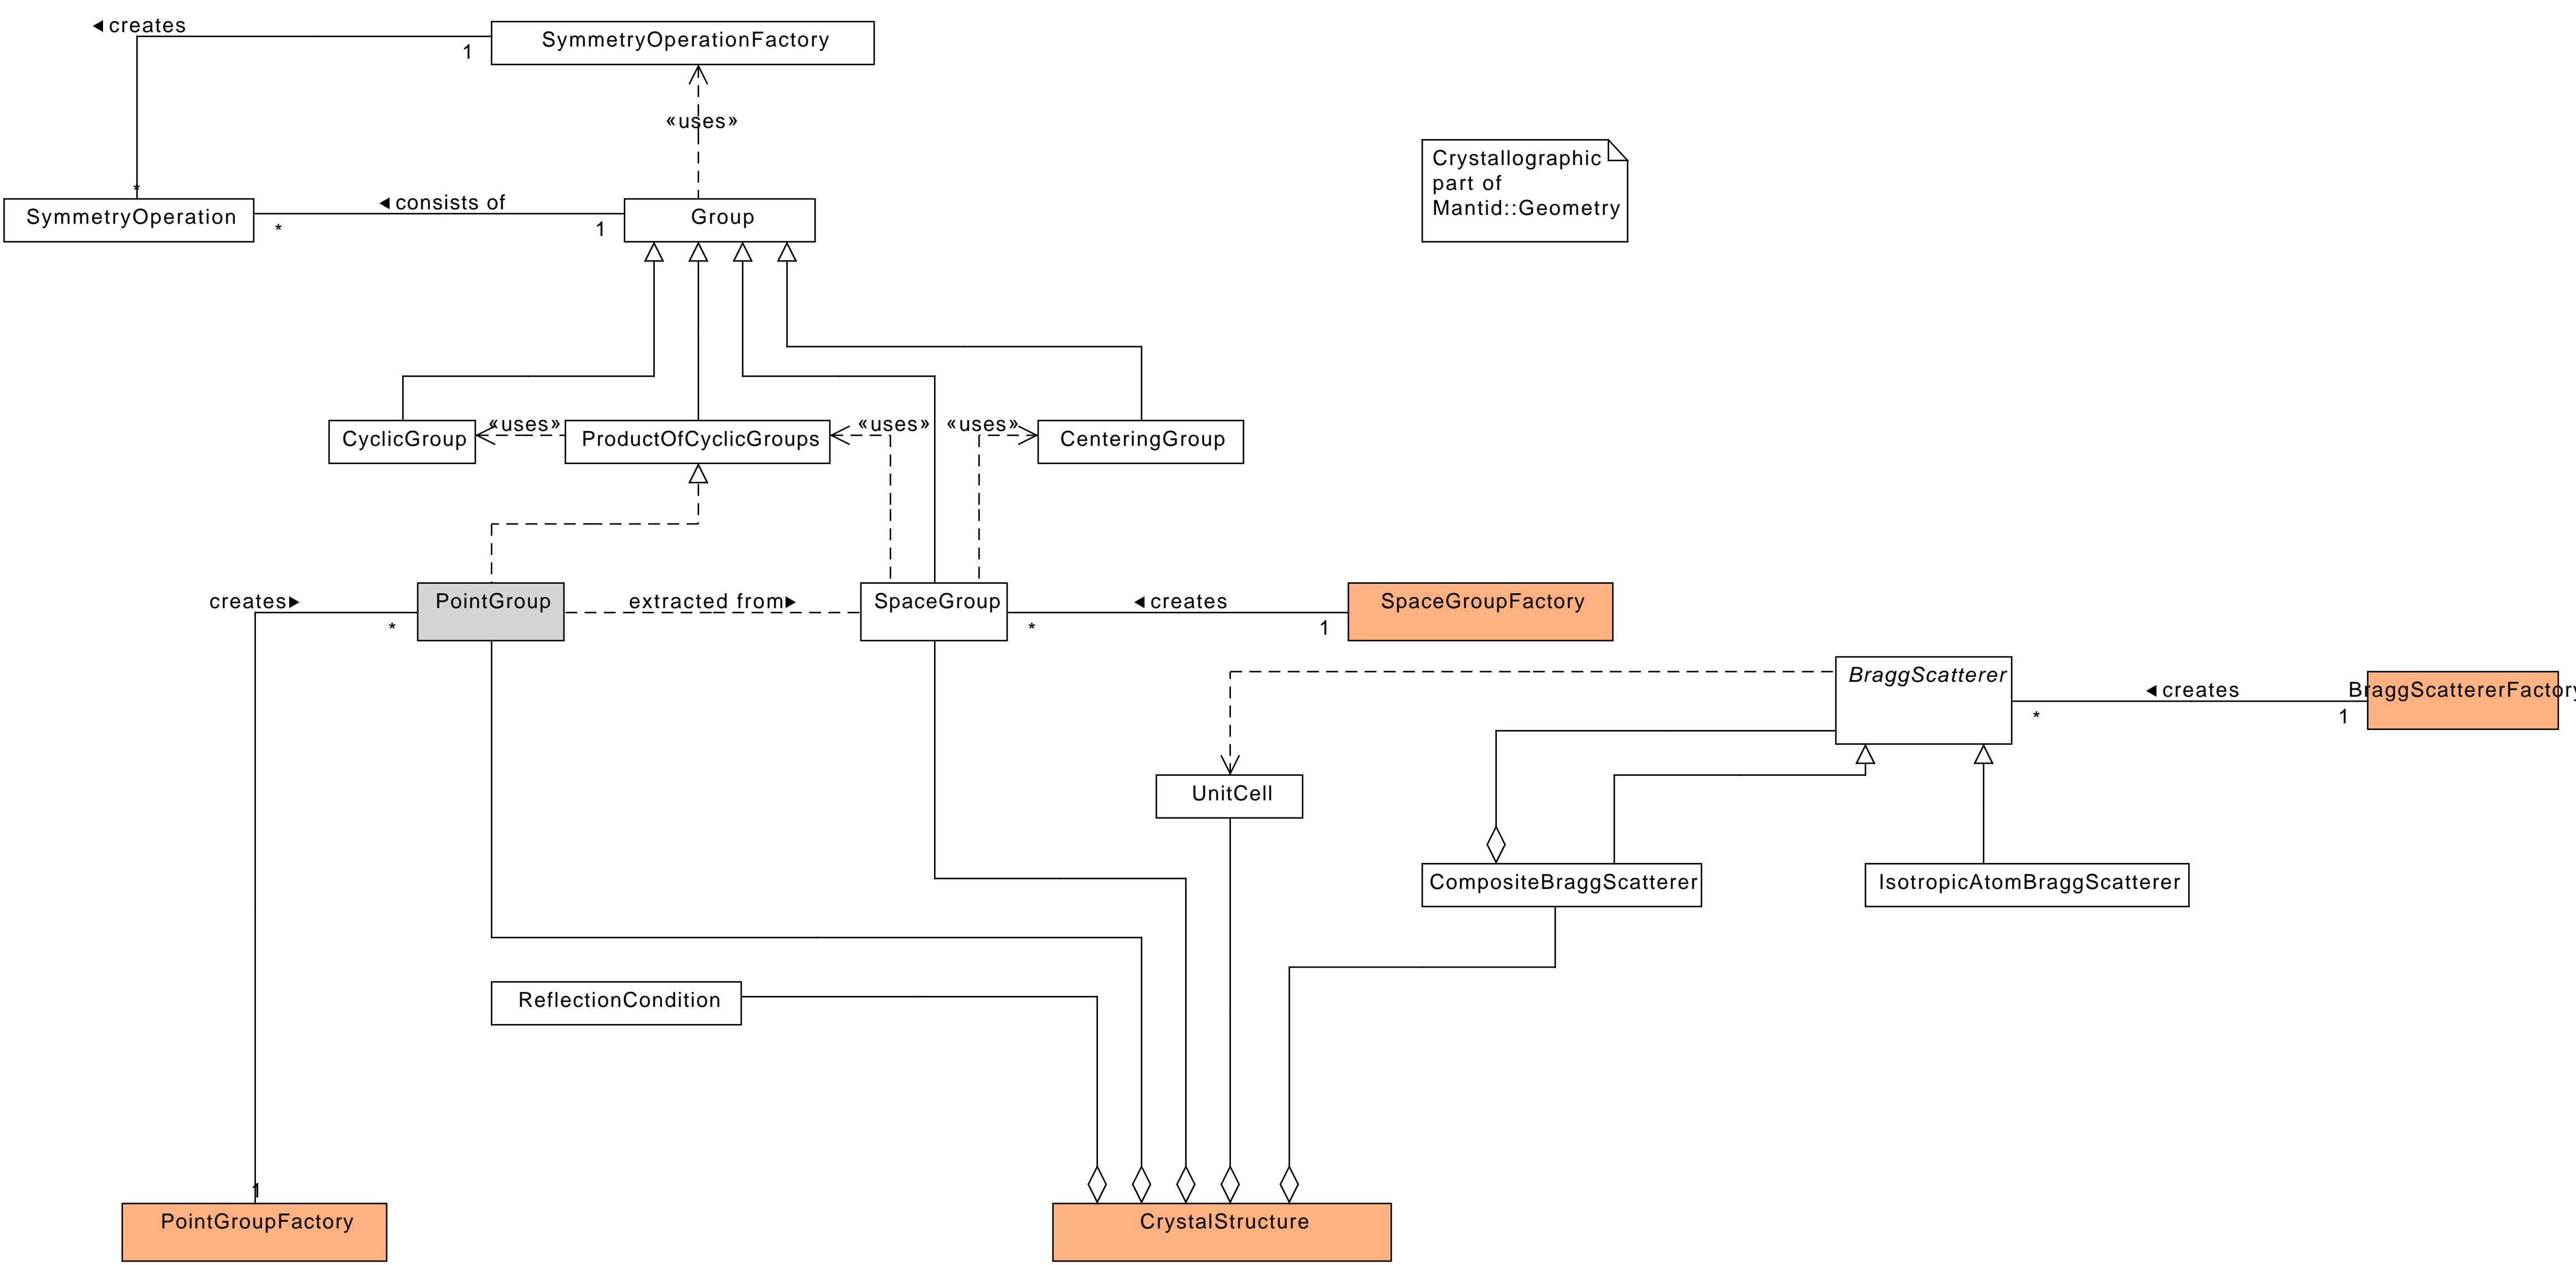 ◄ creates
1
SymmetryOperationFactory
«uses»
Crystallographic
part of
Mantid::Geometry
*
SymmetryOperation
*
◄ consists of
1
Group
CyclicGroup
«uses»
ProductOfCyclicGroups
«uses»
«uses»
CenteringGroup
creates►
*
PointGroup
extracted from►
SpaceGroup
*
◄ creates
1
SpaceGroupFactory
BraggScatterer
*
◄ creates
1
BraggScattererFactory
UnitCell
CompositeBraggScatterer
IsotropicAtomBraggScatterer
ReflectionCondition
1
PointGroupFactory
CrystalStructure